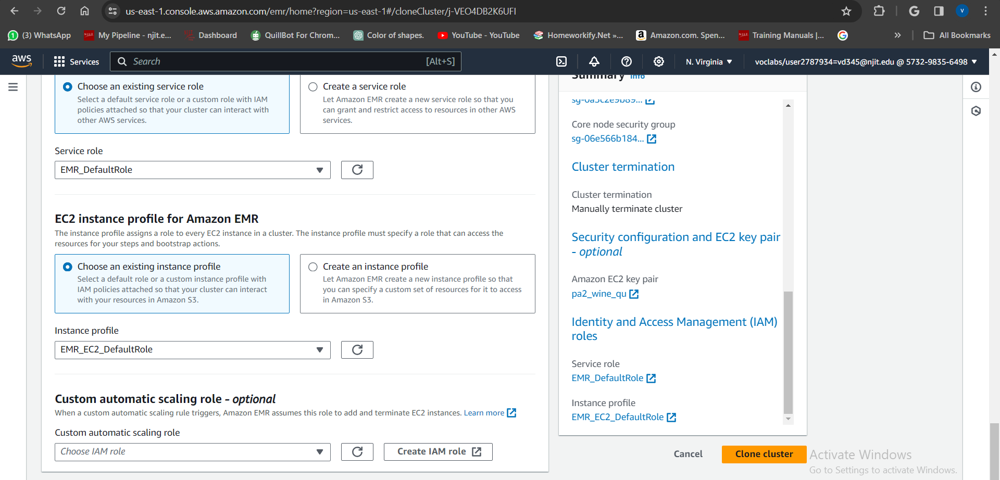 us-east-1.console.aws.amazon.com/emr/home?region=us-east-1#/cloneCluster/j-VEO4DB2K6UFI
V
(3) WhatsApp
My Pipeline - njit.e...
Dashboard
QuillBot For Chrom...
Color of shapes.
YouTube - YouTube
Homeworkify.Net »...
Amazon.com. Spen...
Training Manuals |...
»
All Bookmarks
aws
Services
Search
[Alt+S]
N. Virginia
voclabs/user2787934=vd345@njit.edu @ 5732-9835-6498
Choose an existing service role
Select a default service role or a custom role with IAM
policies attached so that your cluster can interact with
other AWS services.
Create a service role
Let Amazon EMR create a new service role so that you
can grant and restrict access to resources in other AWS
services.
Service role
EMR_DefaultRole
EC2 instance profile for Amazon EMR
The instance profile assigns a role to every EC2 instance in a cluster. The instance profile must specify a role that can access the
resources for your steps and bootstrap actions.
Choose an existing instance profile
Select a default role or a custom instance profile with
IAM policies attached so that your cluster can interact
with your resources in Amazon S3.
Create an instance profile
Let Amazon EMR create a new instance profile so that
you can specify a custom set of resources for it to access
in Amazon S3.
Instance profile
EMR_EC2_DefaultRole
Custom automatic scaling role - optional
When a custom automatic scaling rule triggers, Amazon EMR assumes this role to add and terminate EC2 instances. Learn more
Custom automatic scaling role
Choose IAM role
Create IAM role
Summary Info
sg-0a5c2e9b89...
Core node security group
sg-06e566b184...
Cluster termination
Cluster termination
Manually terminate cluster
Security configuration and EC2 key pair
- optional
Amazon EC2 key pair
pa2_wine_qu
Identity and Access Management (IAM)
roles
Service role
EMR_DefaultRole
Instance profile
EMR_EC2_DefaultRole
Cancel
Clone cluster
Activate Windows
Go to Settings to activate Windows.